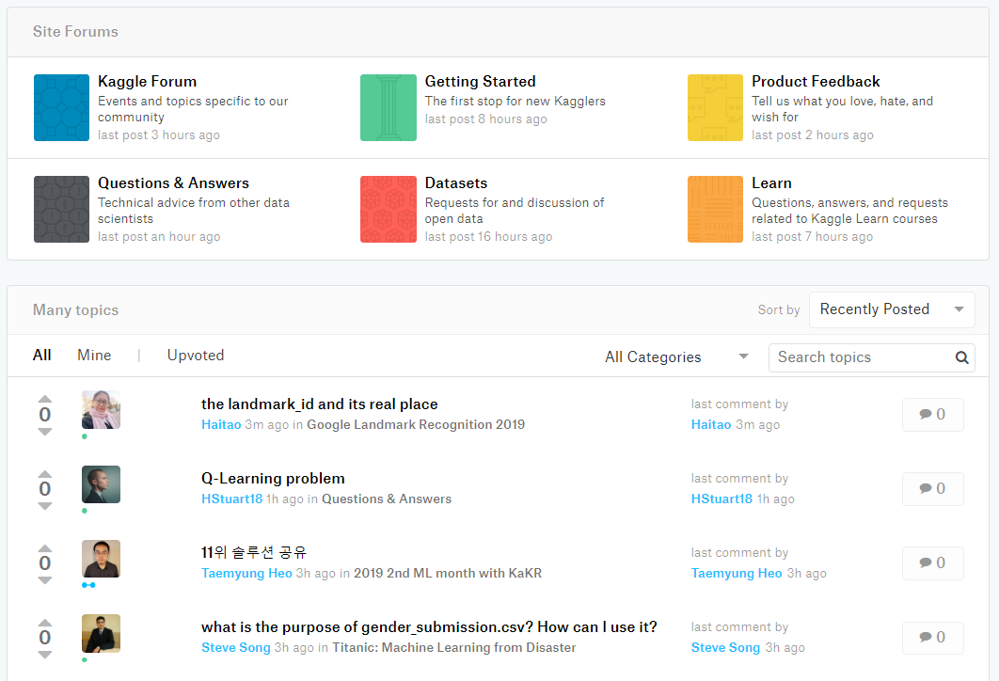 Site Forums
Kaggle Forum
Events and topics specific to our
community
last post 3 hours ago
Getting Started
The first stop for new Kagglers
last post 8 hours ago
Product Feedback
Tell us what you love, hate, and
wish for
last post 2 hours ago
Questions & Answers
Technical advice from other data
scientists
last post an hour ago
Datasets
Requests for and discussion of
open data
last post 16 hours ago
Learn
Questions, answers, and requests
related to Kaggle Learn courses
last post 7 hours ago
Many topics
Sort by Recently Posted
All Mine | Upvoted
All Categories
Search topics
0
the landmark_id and its real place
Haitao 3m ago in Google Landmark Recognition 2019
last comment by
Haitao 3m ago
0
0
Q-Learning problem
HStuart18 1h ago in Questions & Answers
last comment by
HStuart18 1h ago
0
0
11위 솔루션 공유
Taemyung Heo 3h ago in 2019 2nd ML month with KaKR
last comment by
Taemyung Heo 3h ago
0
0
what is the purpose of gender_submission.csv? How can I use it?
Steve Song 3h ago in Titanic: Machine Learning from Disaster
last comment by
Steve Song 3h ago
0